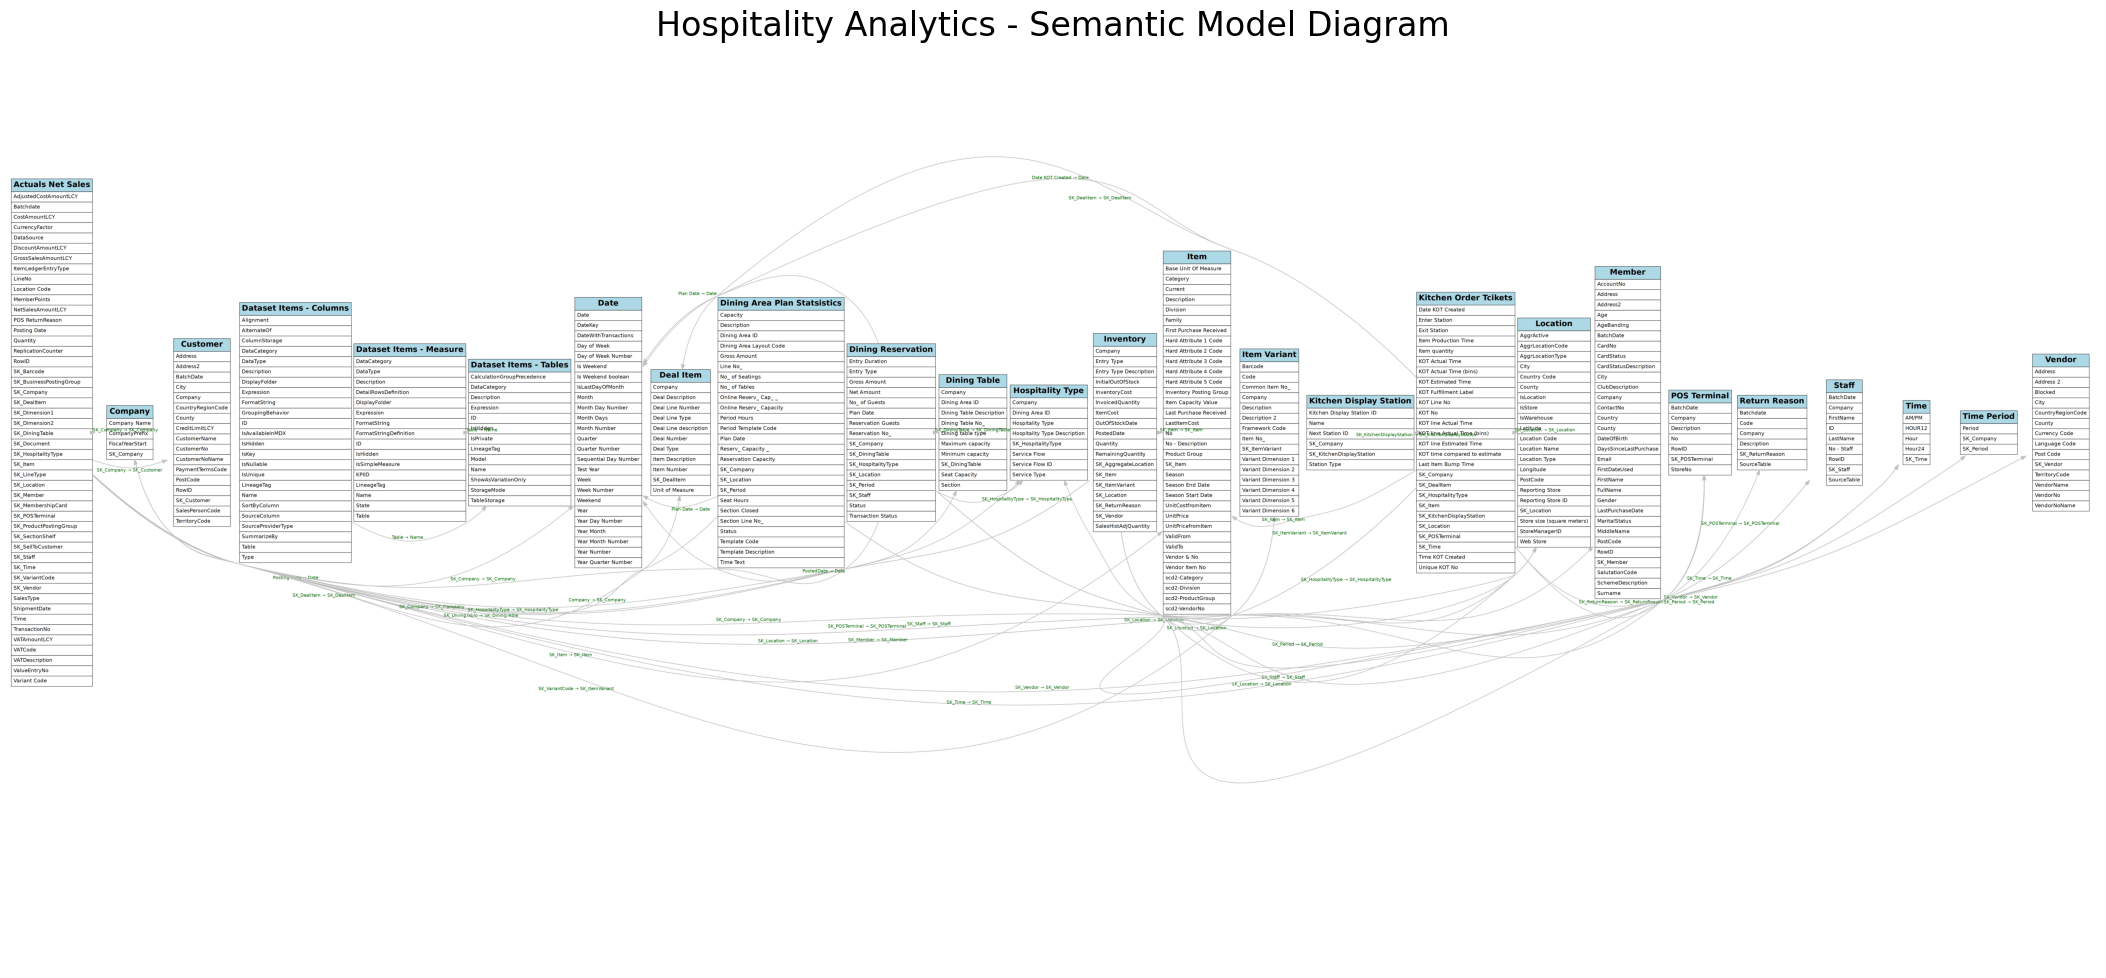 Hospitality Analytics - Semantic Model Diagram
Actuals Net Sales
AdjustedCostAmountLCY
Batchdate
CostAmountLCY
CurrencyFactor
DataSource
DiscountAmountLCY
GrossSalesAmountLCY
ItemLedgerEntryType
LineNo
Location Code
MemberPoints
NetSalesAmountLCY
POS ReturnReason
Posting Date
Quantity
ReplicationCounter
RowID
SK_Barcode
SK_BusinessPostingGroup
SK_Company
SK_DealItem
SK_Dimension1
SK_Dimension2
SK_DiningTable
SK_Document
SK_HospitalityType
SK_Item
SK_LineType
SK_Location
SK_Member
SK_MembershipCard
SK_POSTerminal
SK_ProductPostingGroup
SK_SectionShelf
SK_SellToCustomer
SK_Staff
SK_Time
SK_VariantCode
SK_Vendor
SalesType
ShipmentDate
Time
TransactionNo
VATAmountLCY
VATCode
VATDescription
ValueEntryNo
Variant Code
Company
Company Name
CompanyPrefix
FiscalYearStart
SK_Company
Customer
Address
Address2
BatchDate
City
Company
CountryRegionCode
County
CreditLimitLCY
CustomerName
CustomerNo
CustomerNoName
PaymentTermsCode
PostCode
RowID
SK_Customer
SalesPersonCode
TerritoryCode
Dataset Items - Columns
Alignment
AlternateOf
ColumnStorage
DataCategory
DataType
Description
DisplayFolder
Expression
FormatString
GroupingBehavior
ID
IsAvailableInMDX
IsHidden
IsKey
IsNullable
IsUnique
LineageTag
Name
SortByColumn
SourceColumn
SourceProviderType
SummarizeBy
Table
Type
Dataset Items - Measure
DataCategory
DataType
Description
DetailRowsDefinition
DisplayFolder
Expression
FormatString
FormatStringDefinition
ID
IsHidden
IsSimpleMeasure
KPIID
LineageTag
Name
State
Table
Dataset Items - Tables
CalculationGroupPrecedence
DataCategory
Description
Expression
ID
IsHidden
IsPrivate
LineageTag
Model
Name
ShowAsVariationOnly
StorageMode
TableStorage
Date
Date
DateKey
DateWithTransactions
Day of Week
Day of Week Number
Is Weekend
Is Weekend boolean
IsLastDayOfMonth
Month
Month Day Number
Month Days
Month Number
Quarter
Quarter Number
Sequential Day Number
Test Year
Week
Week Number
Weekend
Year
Year Day Number
Year Month
Year Month Number
Year Number
Year Quarter Number
Deal Item
Company
Deal Description
Deal Line Number
Deal Line Type
Deal Line description
Deal Number
Deal Type
Item Description
Item Number
SK_DealItem
Unit of Measure
Dining Area Plan Statsistics
Capacity
Description
Dining Area ID
Dining Area Layout Code
Gross Amount
Line No_
No_ of Seatings
No_ of Tables
Online Reserv_ Cap_ _
Online Reserv_ Capacity
Period Hours
Period Template Code
Plan Date
Reserv_ Capacity _
Reservation Capacity
SK_Company
SK_Location
SK_Period
Seat Hours
Section Closed
Section Line No_
Status
Template Code
Template Description
Time Text
Dining Reservation
Entry Duration
Entry Type
Gross Amount
Net Amount
No_ of Guests
Plan Date
Reservation Guests
Reservation No_
SK_Company
SK_DiningTable
SK_HospitalityType
SK_Location
SK_Period
SK_Staff
Status
Transaction Status
Dining Table
Company
Dining Area ID
Dining Table Description
Dining Table No_
Dining table type
Maximum capacity
Minimum capacity
SK_DiningTable
Seat Capacity
Section
Hospitality Type
Company
Dining Area ID
Hospitality Type
Hospitality Type Description
SK_HospitalityType
Service Flow
Service Flow ID
Service Type
Inventory
Company
Entry Type
Entry Type Description
InitialOutOfStock
InventoryCost
InvoicedQuantity
ItemCost
OutOfStockDate
PostedDate
Quantity
RemainingQuantity
SK_AggregateLocation
SK_Item
SK_ItemVariant
SK_Location
SK_ReturnReason
SK_Vendor
SalesHistAdjQuantity
Item
Base Unit Of Measure
Category
Current
Description
Division
Family
First Purchase Received
Hard Attribute 1 Code
Hard Attribute 2 Code
Hard Attribute 3 Code
Hard Attribute 4 Code
Hard Attribute 5 Code
Inventory Posting Group
Item Capacity Value
Last Purchase Received
LastItemCost
No
No - Description
Product Group
SK_Item
Season
Season End Date
Season Start Date
UnitCostfromItem
UnitPrice
UnitPriceFromItem
ValidFrom
ValidTo
Vendor & No
Vendor Item No
scd2-Category
scd2-Division
scd2-ProductGroup
scd2-VendorNo
Item Variant
Barcode
Code
Common Item No_
Company
Description
Description 2
Framework Code
Item No_
SK_ItemVariant
Variant Dimension 1
Variant Dimension 2
Variant Dimension 3
Variant Dimension 4
Variant Dimension 5
Variant Dimension 6
Kitchen Display Station
Kitchen Display Station ID
Name
Next Station ID
SK_Company
SK_KitchenDisplayStation
Station Type
Kitchen Order Tcikets
Date KOT Created
Enter Station
Exit Station
Item Production Time
Item quantity
KOT Actual Time
KOT Actual Time (bins)
KOT Estimated Time
KOT Fulfillment Label
KOT Line No
KOT No
KOT line Actual Time
KOT line Actual Time (bins)
KOT line Estimated Time
KOT time compared to estimate
Last Item Bump Time
SK_Company
SK_DealItem
SK_HospitalityType
SK_Item
SK_KitchenDisplayStation
SK_Location
SK_POSTerminal
SK_Time
Time KOT Created
Unique KOT No
Location
AggrActive
AggrLocationCode
AggrLocationType
City
Country Code
County
IsLocation
IsStore
IsWarehouse
Latitude
Location Code
Location Name
Location Type
Longitude
PostCode
Reporting Store
Reporting Store ID
SK_Location
Store size (square meters)
StoreManagerID
Web Store
Member
AccountNo
Address
Address2
Age
AgeBanding
BatchDate
CardNo
CardStatus
CardStatusDescription
City
ClubDescription
Company
ContactNo
Country
County
DateOfBirth
DaysSinceLastPurchase
Email
FirstDateUsed
FirstName
FullName
Gender
LastPurchaseDate
MaritalStatus
MiddleName
PostCode
RowID
SK_Member
SalutationCode
SchemeDescription
Surname
POS Terminal
BatchDate
Company
Description
No
RowID
SK_POSTerminal
StoreNo
Return Reason
Batchdate
Code
Company
Description
SK_ReturnReason
SourceTable
Staff
BatchDate
Company
FirstName
ID
LastName
No - Staff
RowID
SK_Staff
SourceTable
Time
AM/PM
HOUR12
Hour
Hour24
SK_Time
Time Period
Period
SK_Company
SK_Period
Vendor
Address
Address 2
Blocked
City
CountryRegionCode
County
Currency Code
Language Code
Post Code
SK_Vendor
TerritoryCode
VendorName
VendorNo
VendorNoName
Date KOT Created → Date
SK_DealItem → SK_DealItem
Plan Date → Date
SK_Company → SK_Customer
Plan Date → Date
Table → Name
SK_HospitalityType → SK_HospitalityType
SK_Item → SK_Item
SK_ItemVariant → SK_ItemVariant
SK_POSTerminal → SK_POSTerminal
PostedDate → Date
SK_Company → SK_Company
SK_HospitalityType → SK_HospitalityType
SK_Time → SK_Time
SK_DealItem → SK_DealItem
Company → SK_Company
SK_HospitalityType → SK_HospitalityType
SK_Company → SK_Company
SK_POSTerminal → SK_POSTerminal
SK_Staff → SK_Staff
SK_Location → SK_Location
SK_Member → SK_Member
SK_Period → SK_Period
SK_Item → SK_Item
SK_Location → SK_Location
SK_VariantCode → SK_ItemVariant
SK_Vendor → SK_Vendor
SK_Time → SK_Time